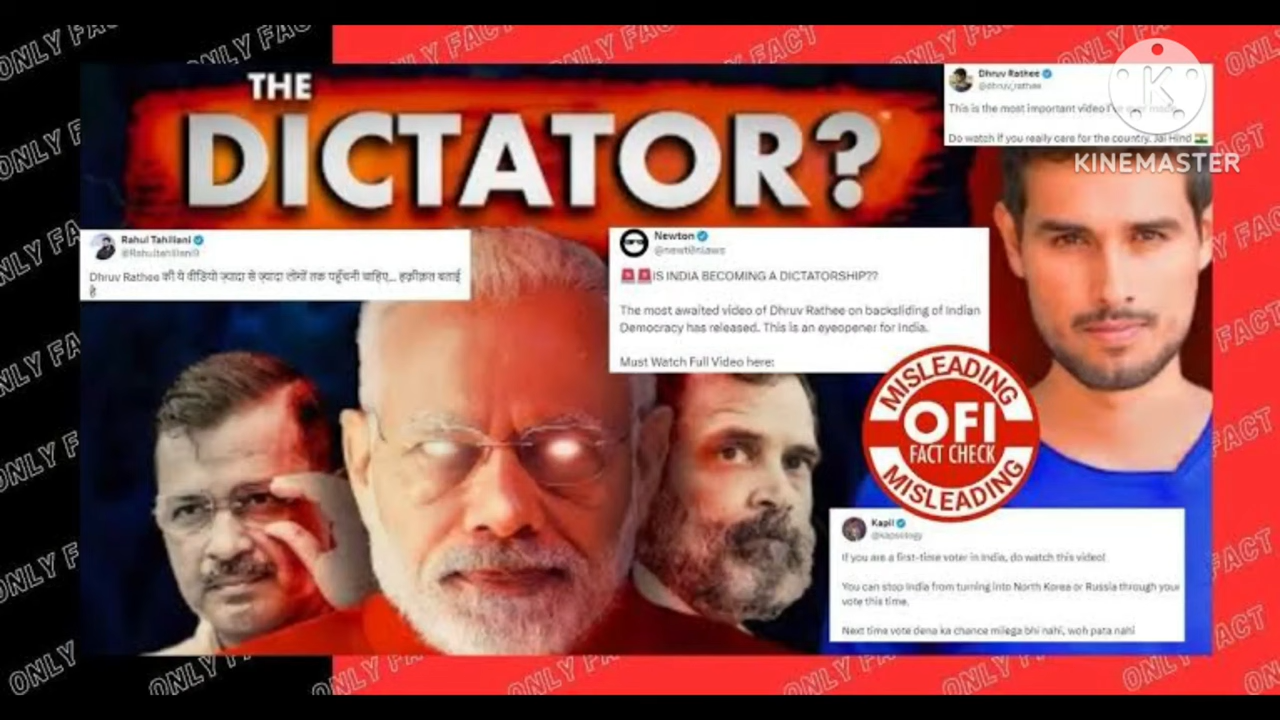 ONLY FACT
THE
DICTATOR?
Dhruv Rathee
@dhruv_rathee
This is the most important video I've ever made.
Do watch if you really care for the country. Jai Hind
KINEMASTER
Rahul Tahiliani
@Rahultahiliani9
Dhruv Rathee की ये वीडियो ज़्यादा से ज़्यादा लोगों तक पहुँचनी चाहिए... हक़ीक़त बताई
है
Newton
IS INDIA BECOMING A DICTATORSHIP??
The most awaited video of Dhruv Rathee on backsliding of Indian
Democracy has released. This is an eyeopener for India.
Must Watch Full Video here:
MISLEADING
OFI
FACT CHECK
MISLEADING
Kapil
@kapsology
If you are a first-time voter in India, do watch this video!
You can stop India from turning into North Korea or Russia through your
vote this time.
Next time vote dena ka chance milega bhi nahi, woh pata nahi